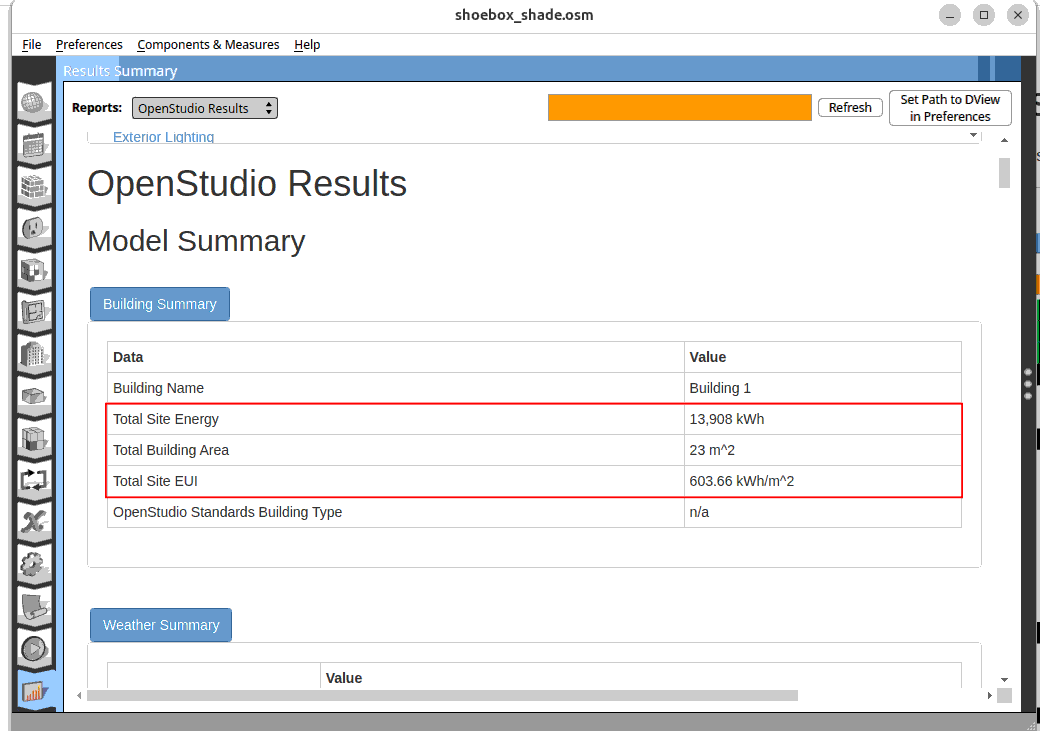 shoebox_shade.osm
File Preferences Components & Measures Help
Results Summary
Reports: OpenStudio Results Refresh Set Path to DView
in Preferences
Exterior Lighting
OpenStudio Results
Model Summary
Building Summary
Data Value
Building Name Building 1
Total Site Energy 13,908 kWh
Total Building Area 23 m^2
Total Site EUI 603.66 kWh/m^2
OpenStudio Standards Building Type n/a
Weather Summary
Value